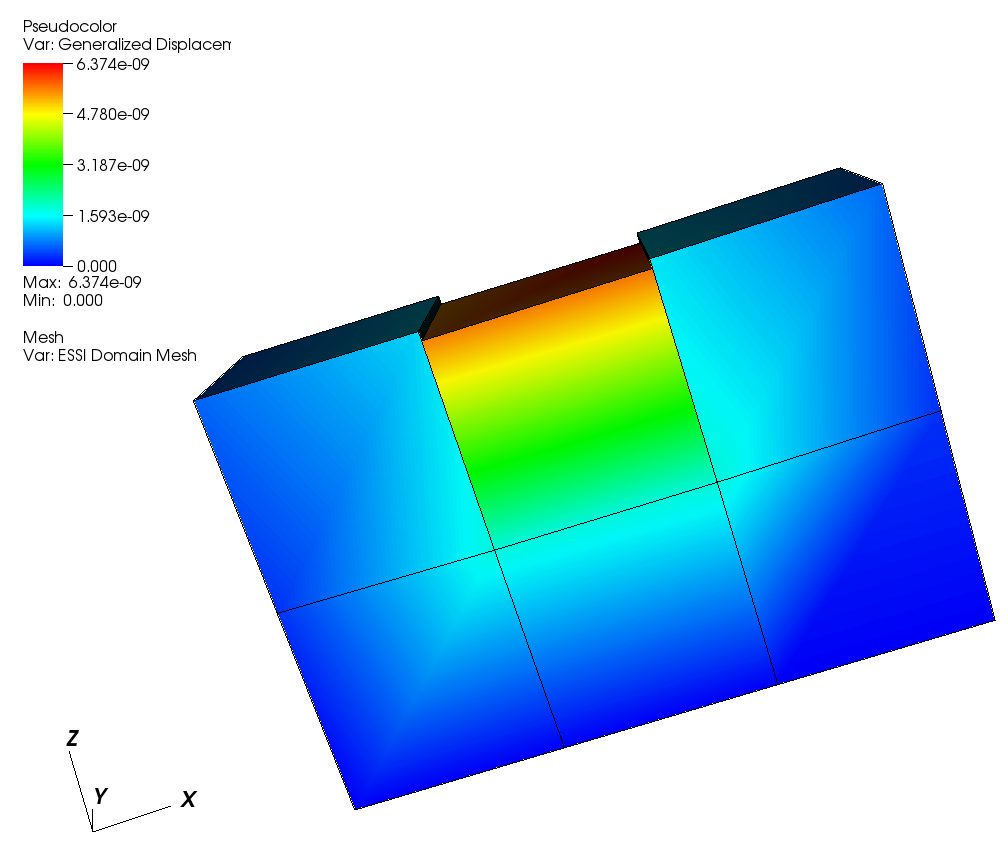 Pseudocolor
Var: Generalized Displacem
6.374e-09
4.780e-09
3.187e-09
1.593e-09
0.000
Max: 6.374e-09
Min: 0.000
Mesh
Var: ESSI Domain Mesh
Z
Y
X